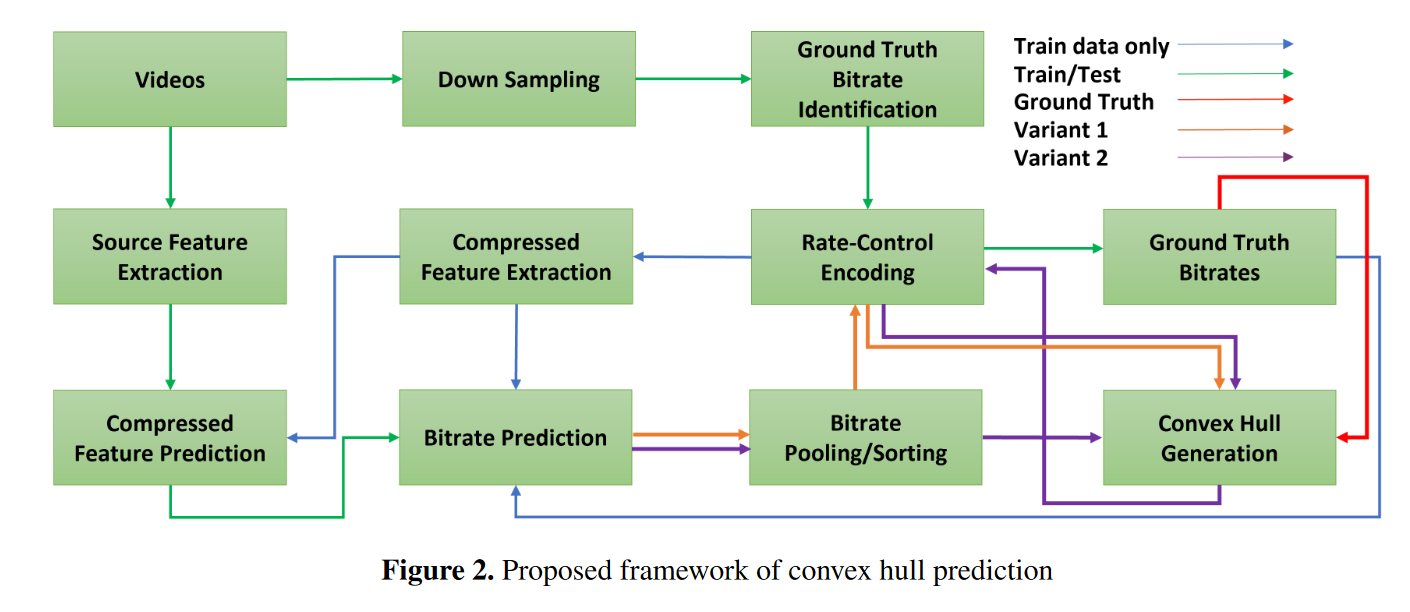 Videos
Down Sampling
Ground Truth
Bitrate
Identification
Train data only
Train/Test
Ground Truth
Variant 1
Variant 2
Source Feature
Extraction
Compressed
Feature Extraction
Rate-Control
Encoding
Ground Truth
Bitrates
Compressed
Feature Prediction
Bitrate Prediction
Bitrate
Pooling/Sorting
Convex Hull
Generation
Figure 2. Proposed framework of convex hull prediction